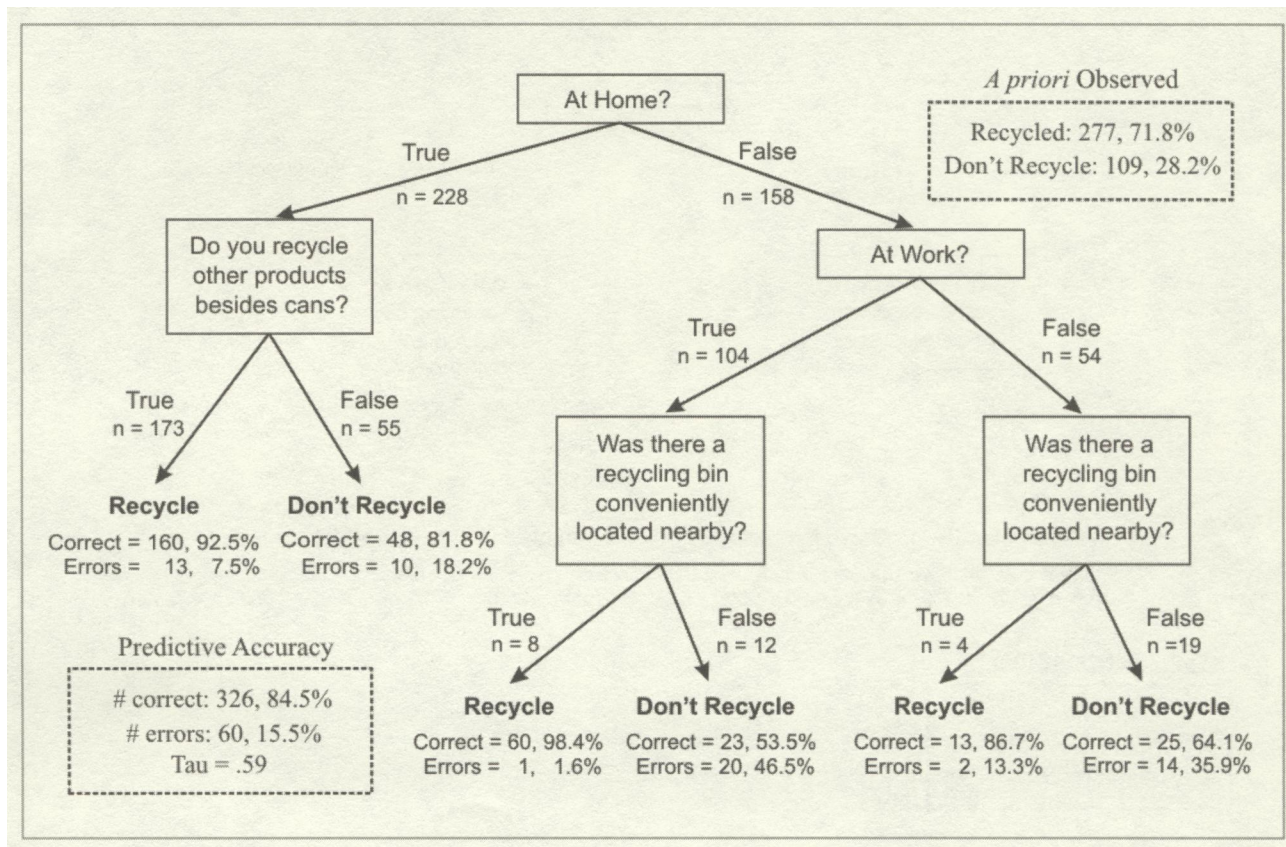 At Home?
A priori Observed
Recycled: 277, 71.8%
Don't Recycle: 109, 28.2%
True
n = 228
False
n = 158
Do you recycle
other products
besides cans?
At Work?
True
n = 104
False
n = 54
True
n = 173
False
n = 55
Was there a
recycling bin
conveniently
located nearby?
Was there a
recycling bin
conveniently
located nearby?
Recycle
Correct = 160, 92.5%
Errors = 13, 7.5%
Don't Recycle
Correct = 48, 81.8%
Errors = 10, 18.2%
True
n = 8
False
n = 12
True
n = 4
False
n =19
Predictive Accuracy
# correct: 326, 84.5%
# errors: 60, 15.5%
Tau = .59
Recycle
Correct = 60, 98.4%
Errors = 1, 1.6%
Don't Recycle
Correct = 23, 53.5%
Errors = 20, 46.5%
Recycle
Correct = 13, 86.7%
Errors = 2, 13.3%
Don't Recycle
Correct = 25, 64.1%
Error = 14, 35.9%